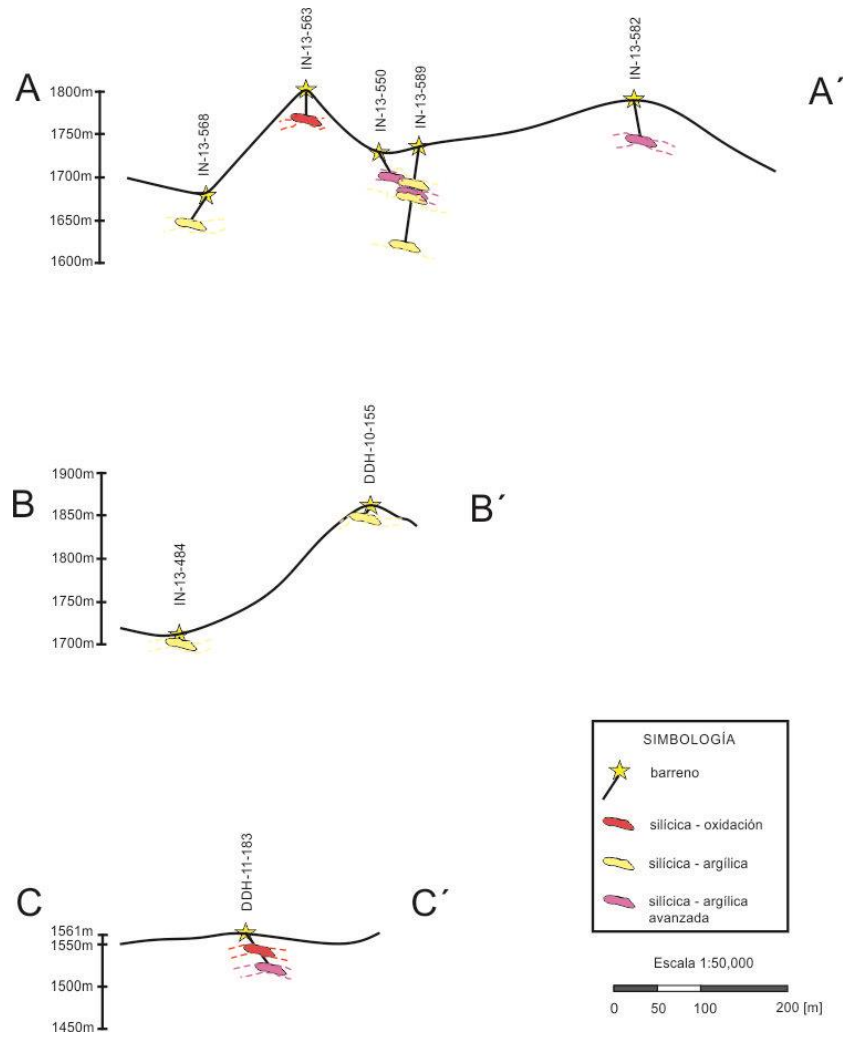 IN-13-563
IN-13-582
IN-13-550
IN-13-589
A
A´
1800m
IN-13-568
1750m
1700m
1650m
1600m
DDH-10-155
1900m
B
B´
1850m
IN-13-484
1800m
1750m
1700m
SIMBOLOGÍA
barreno
silícica - oxidación
silícica - argílica
silícica - argílica
avanzada
DDH-11-183
C
C´
1561m
1550m
1500m
1450m
Escala 1:50,000
0 50 100 200 [m]